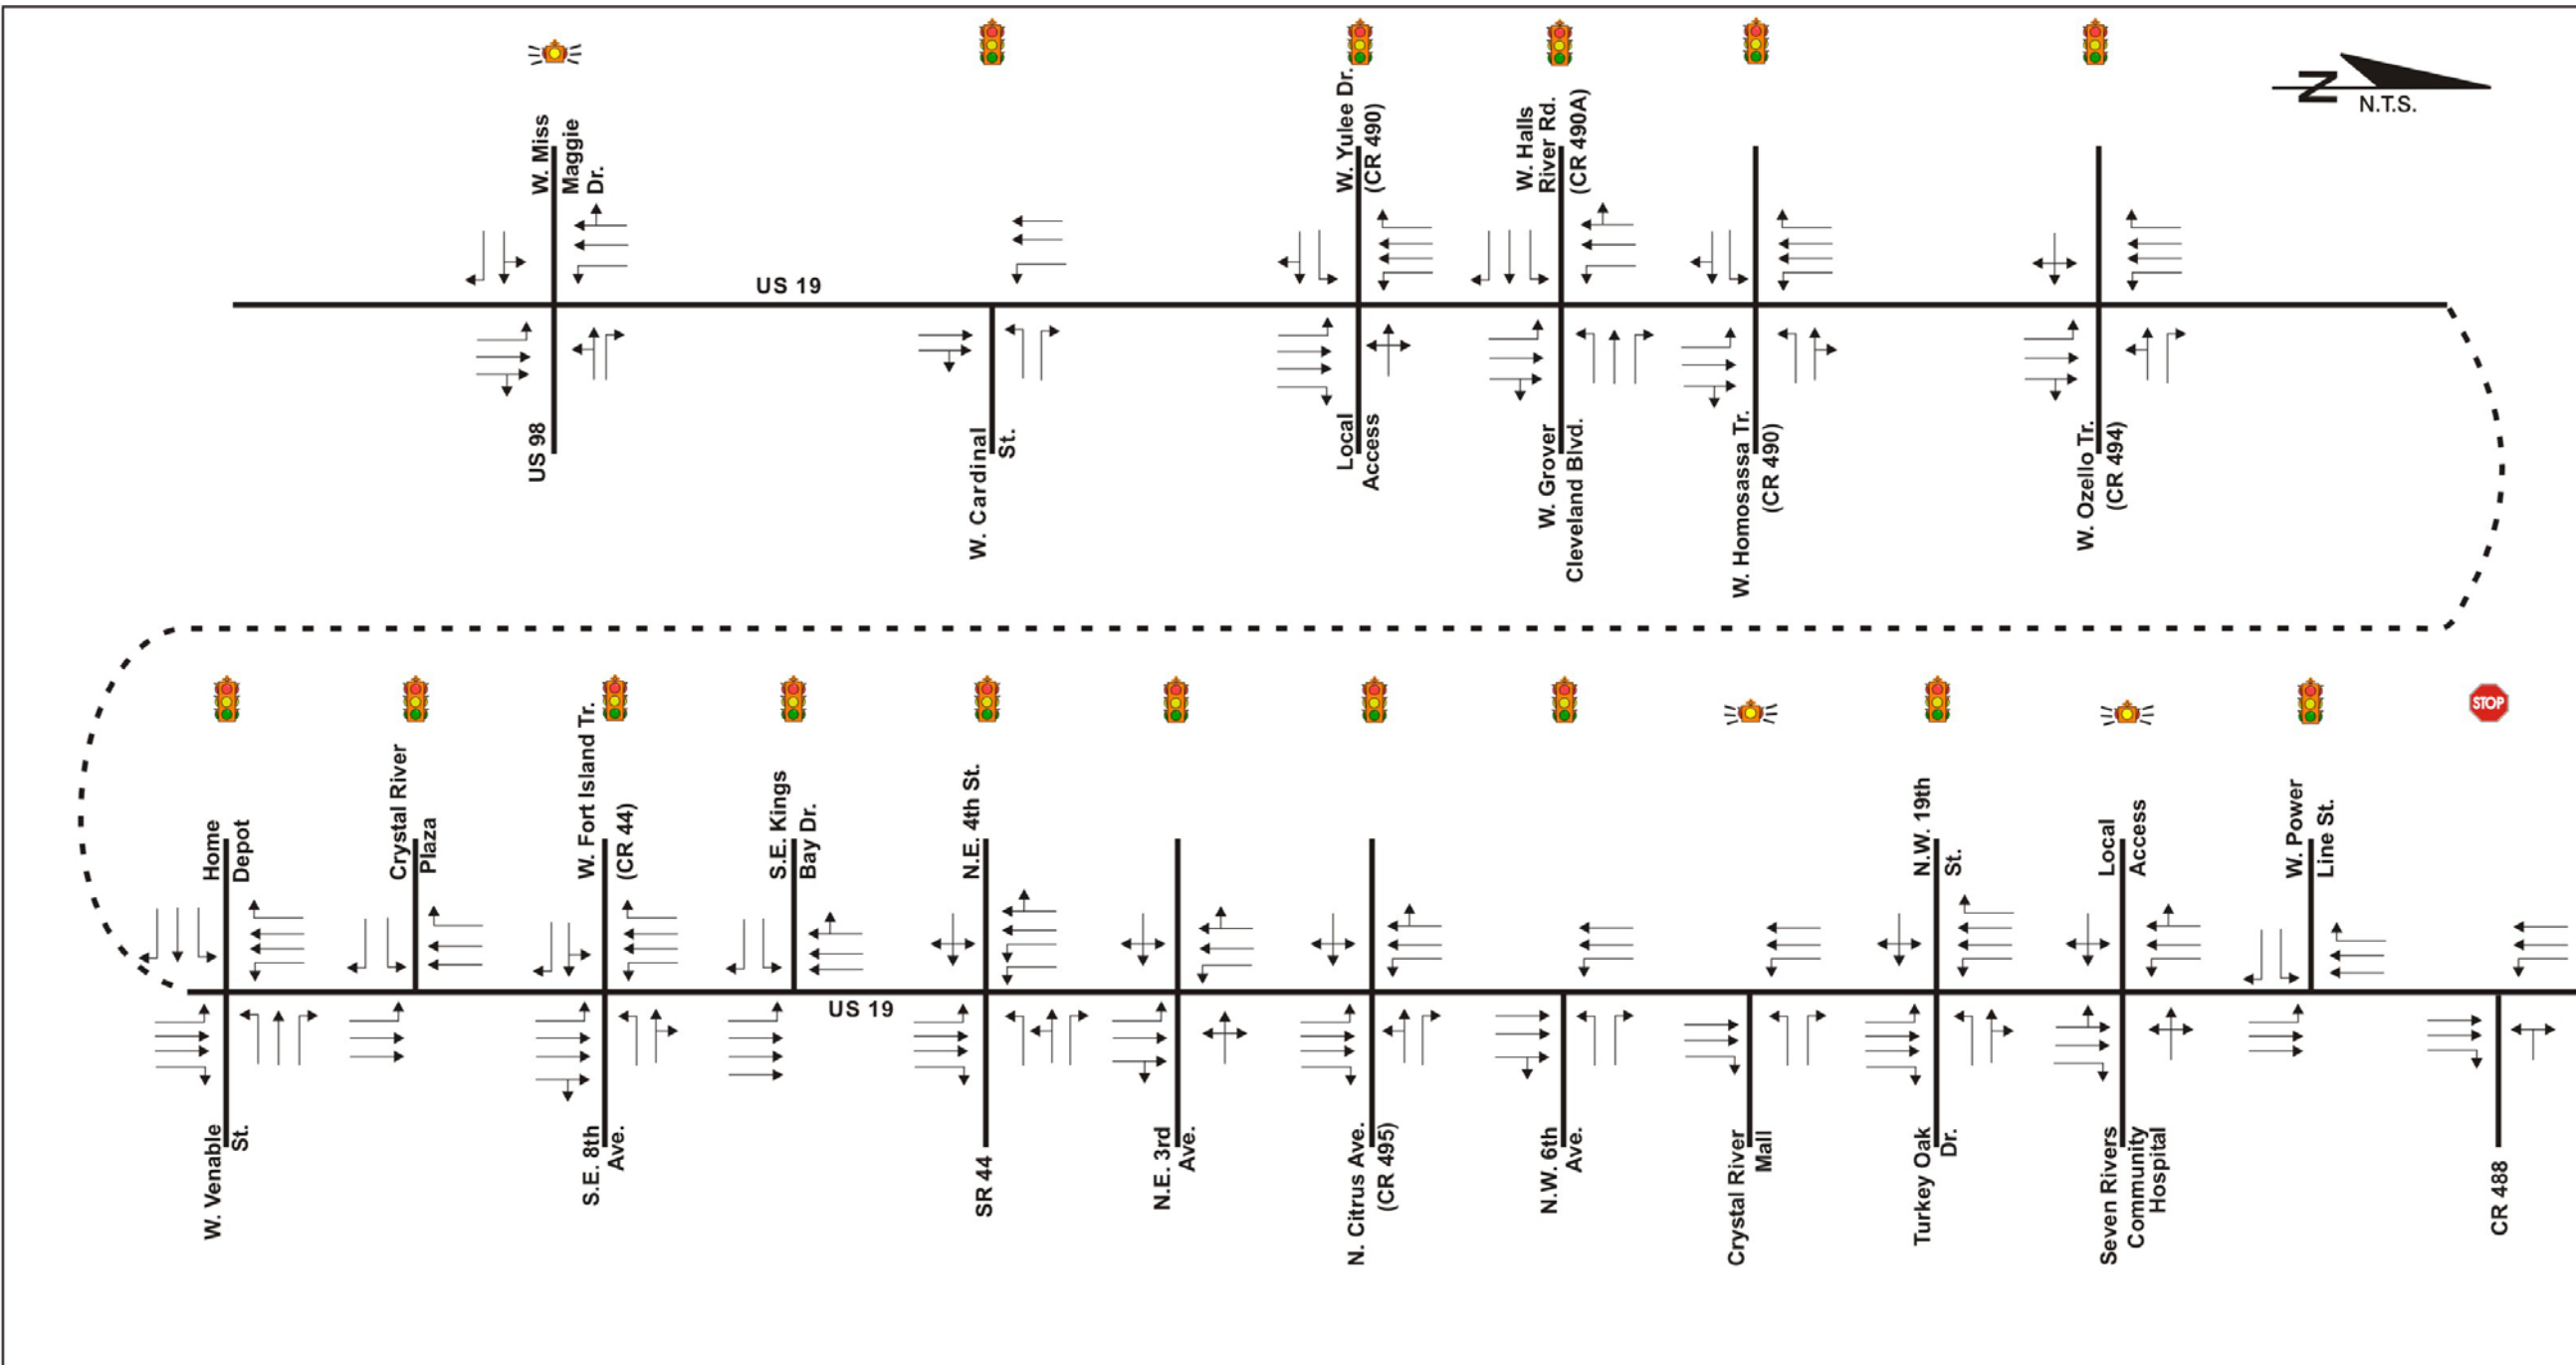 N
N.T.S.
W. Miss
Maggie
Dr.
W. Yulee Dr.
(CR 490)
W. Halls
River Rd.
(CR 490A)
US 19
US 98
W. Cardinal
St.
Local
Access
W. Grover
Cleveland Blvd.
W. Homosassa Tr.
(CR 490)
W. Ozello Tr.
(CR 494)
STOP
Home
Depot
Crystal River
Plaza
W. Fort Island Tr.
(CR 44)
S.E. Kings
Bay Dr.
N.E. 4th St.
N.W. 19th
St.
Local
Access
W. Power
Line St.
US 19
W. Venable
St.
S.E. 8th
Ave.
SR 44
N.E. 3rd
Ave.
N. Citrus Ave.
(CR 495)
N.W. 6th
Ave.
Crystal River
Mall
Turkey Oak
Dr.
Seven Rivers
Community
Hospital
CR 488